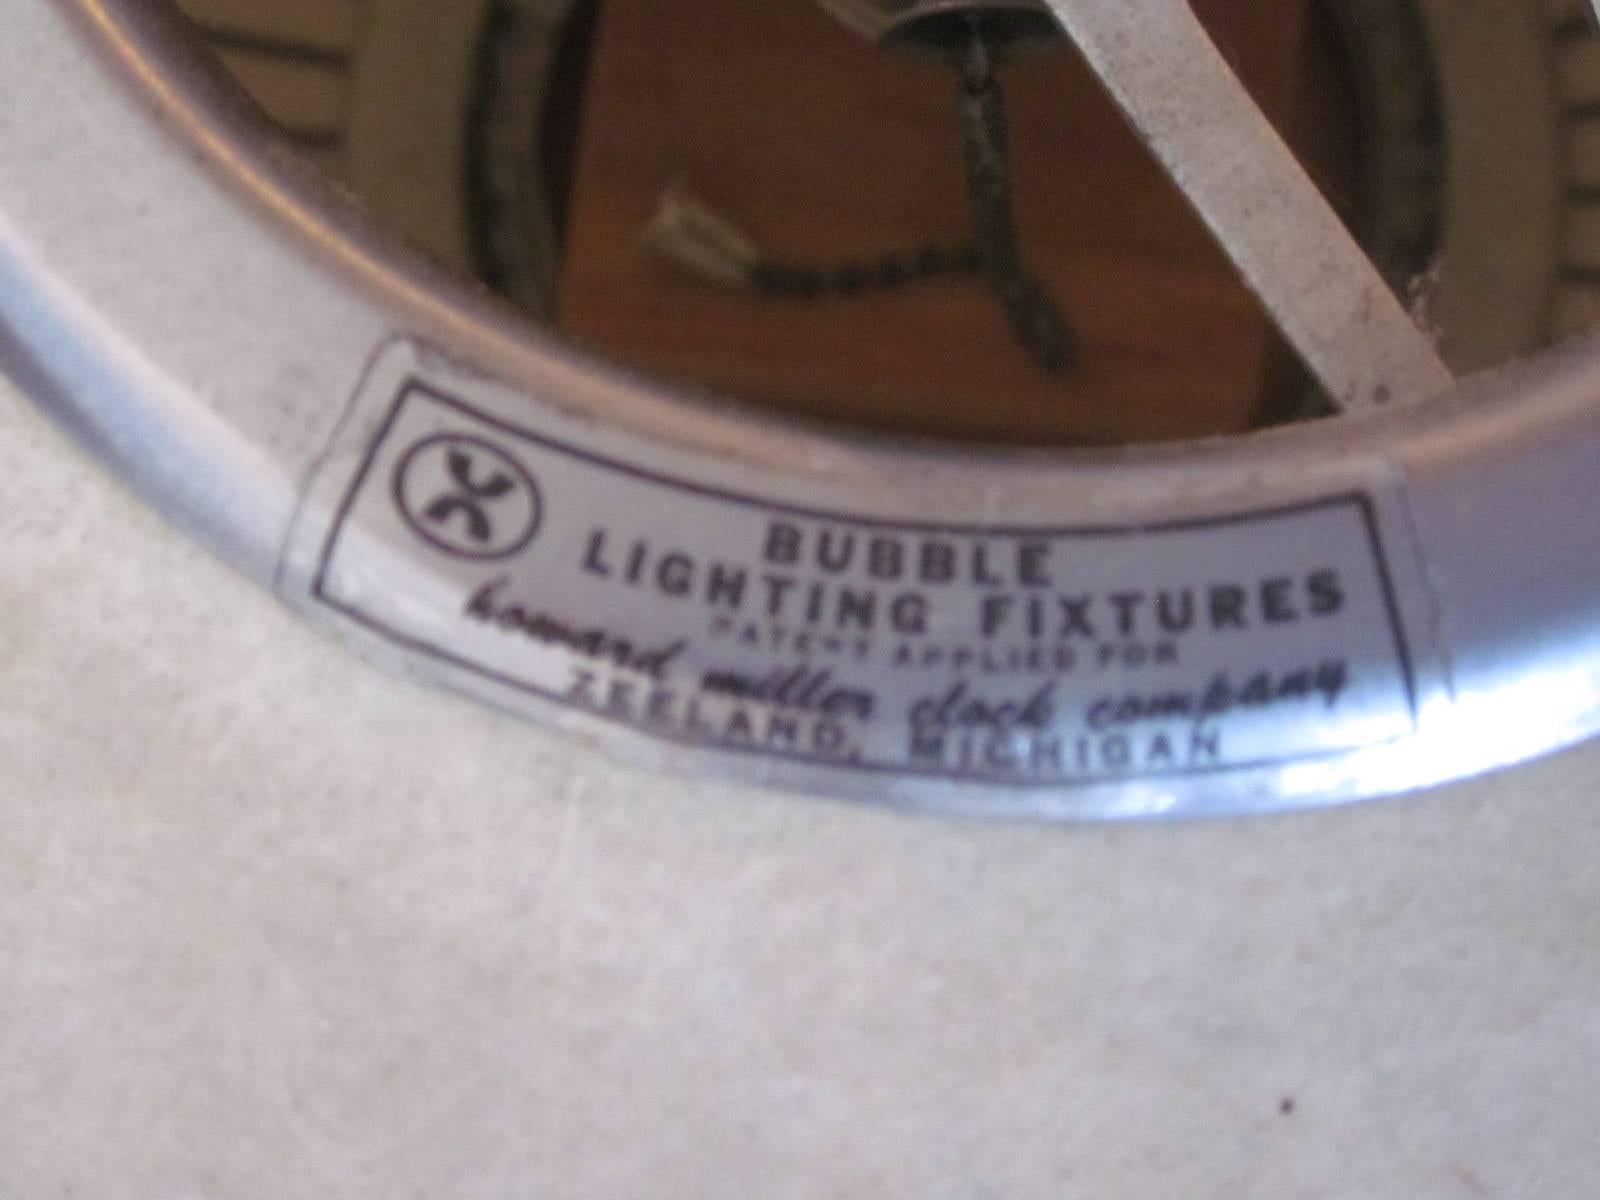 BUBBLE
LIGHTING FIXTURES
PATENT APPLIED FOR
howard miller clock company
ZEELAND, MICHIGAN